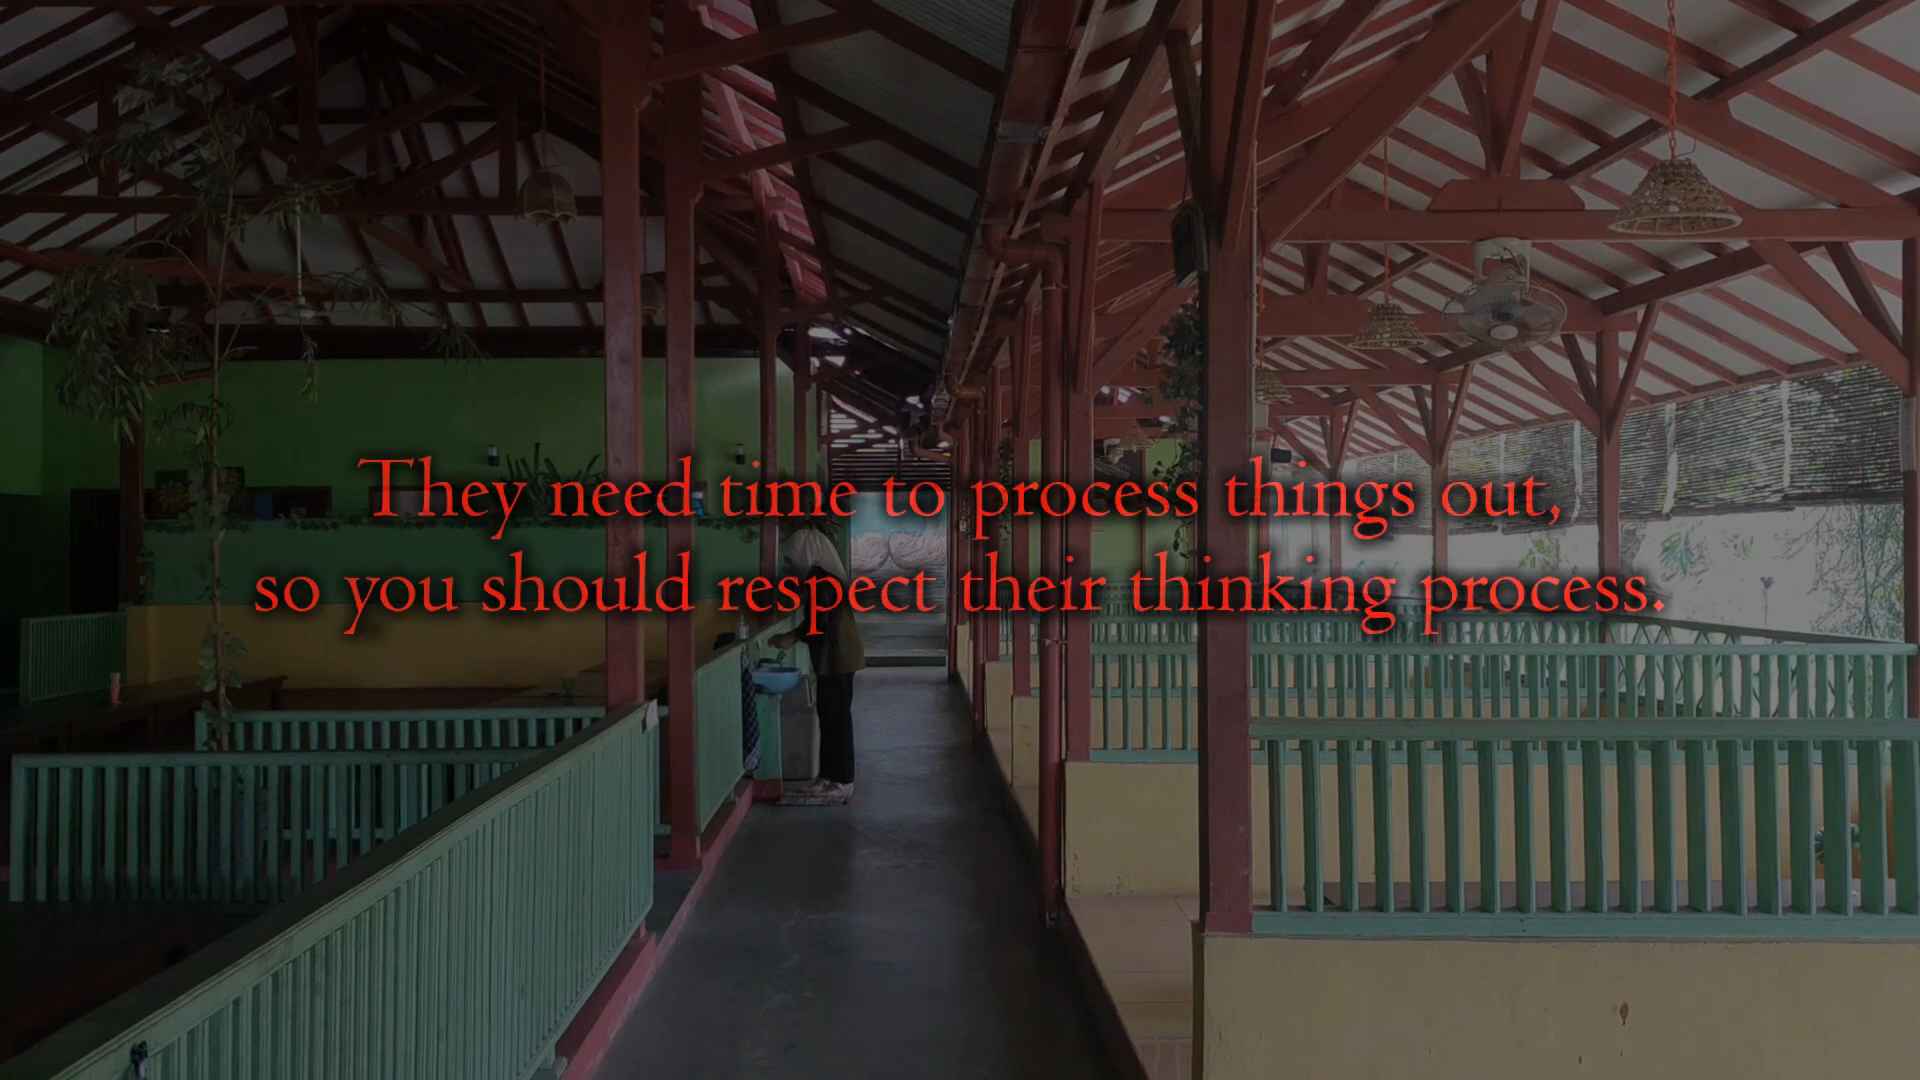 They need time to process things out,
so you should respect their thinking process.